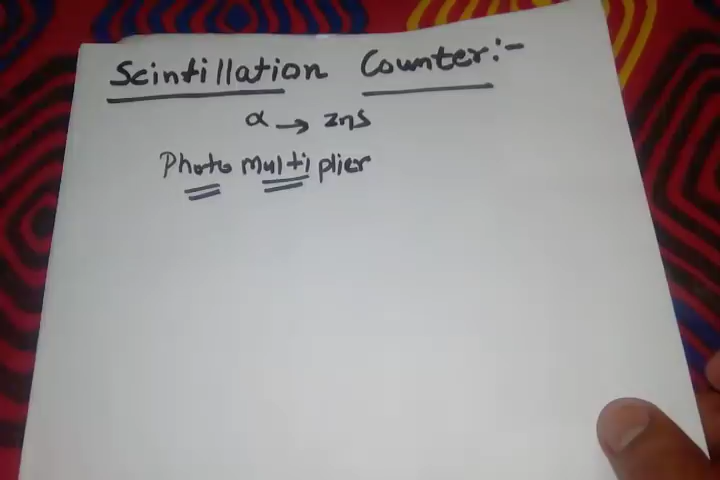 Scintillation Counter:-
α → ZnS
Photo multiplier